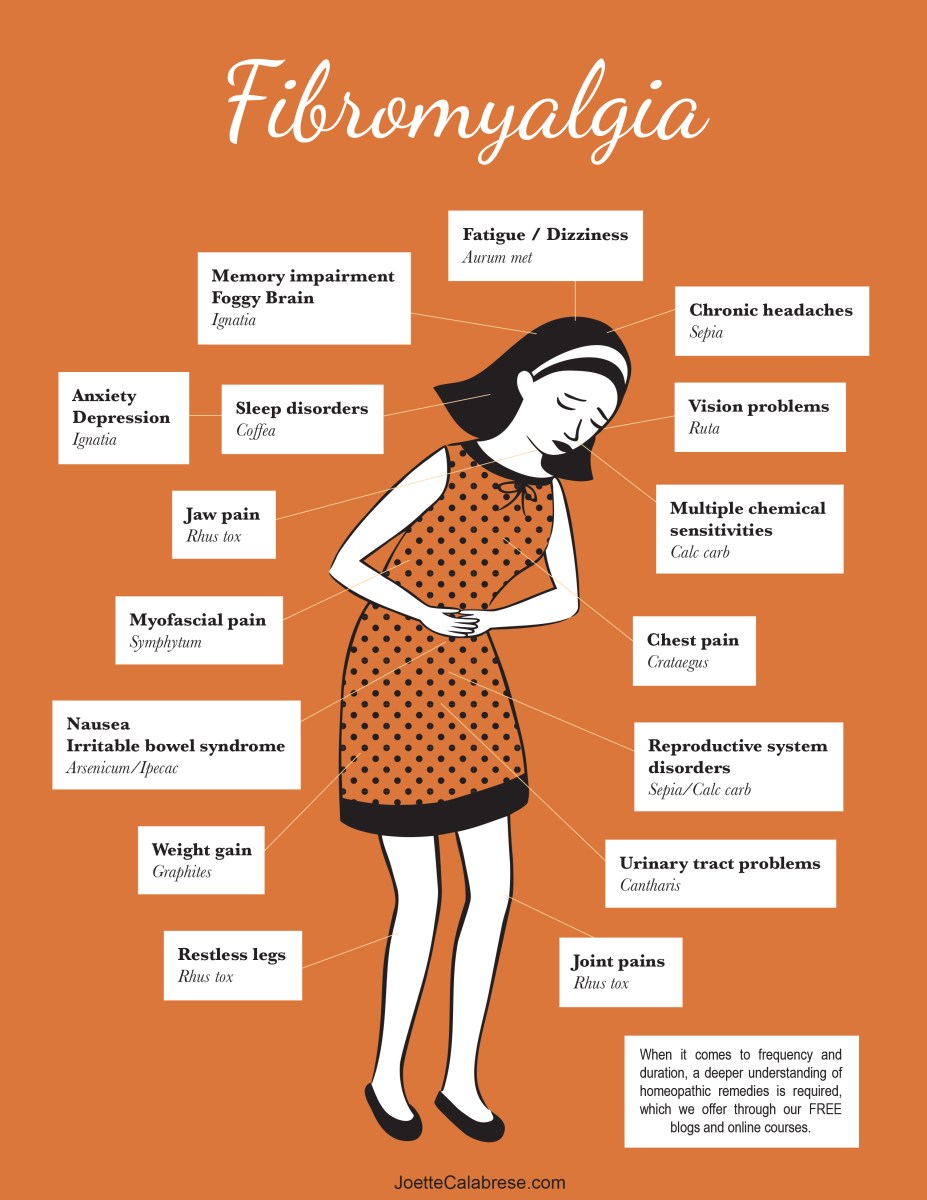 Fibromyalgia
Fatigue / Dizziness
Aurum met
Memory impairment
Foggy Brain
Ignatia
Chronic headaches
Sepia
Anxiety
Depression
Ignatia
Sleep disorders
Coffea
Vision problems
Ruta
Jaw pain
Rhus tox
Multiple chemical
sensitivities
Calc carb
Myofascial pain
Symphytum
Chest pain
Crataegus
Nausea
Irritable bowel syndrome
Arsenicum/Ipecac
Reproductive system
disorders
Sepia/Calc carb
Weight gain
Graphites
Urinary tract problems
Cantharis
Restless legs
Rhus tox
Joint pains
Rhus tox
When it comes to frequency and
duration, a deeper understanding of
homeopathic remedies is required,
which we offer through our FREE
blogs and online courses.
JoetteCalabrese.com